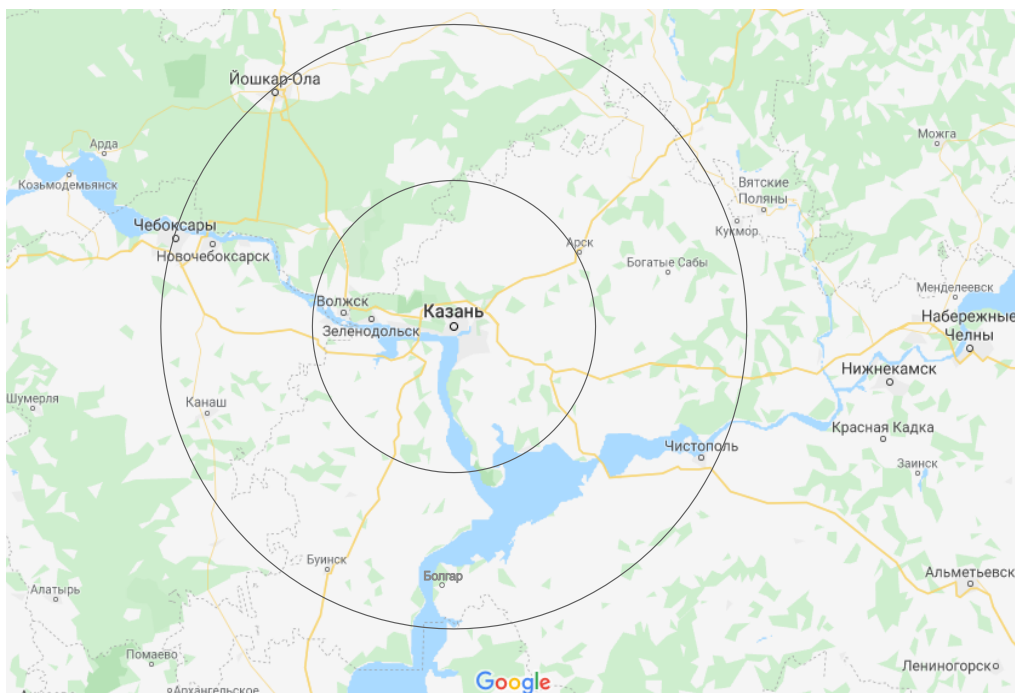 Йошкар-Ола
Арда
Можга
Козьмодемьянск
Вятские
Поляны
Чебоксары
Кукмор
Новочебоксарск
Арск
Богатые Сабы
Менделеевск
Волжск
Казань
Набережные
Челны
Зеленодольск
Нижнекамск
Шумерля
Канаш
Красная Кадка
Чистополь
Заинск
Буинск
Болгар
Альметьевск
Алатырь
Помаево
Лениногорск
Архангельское
Google